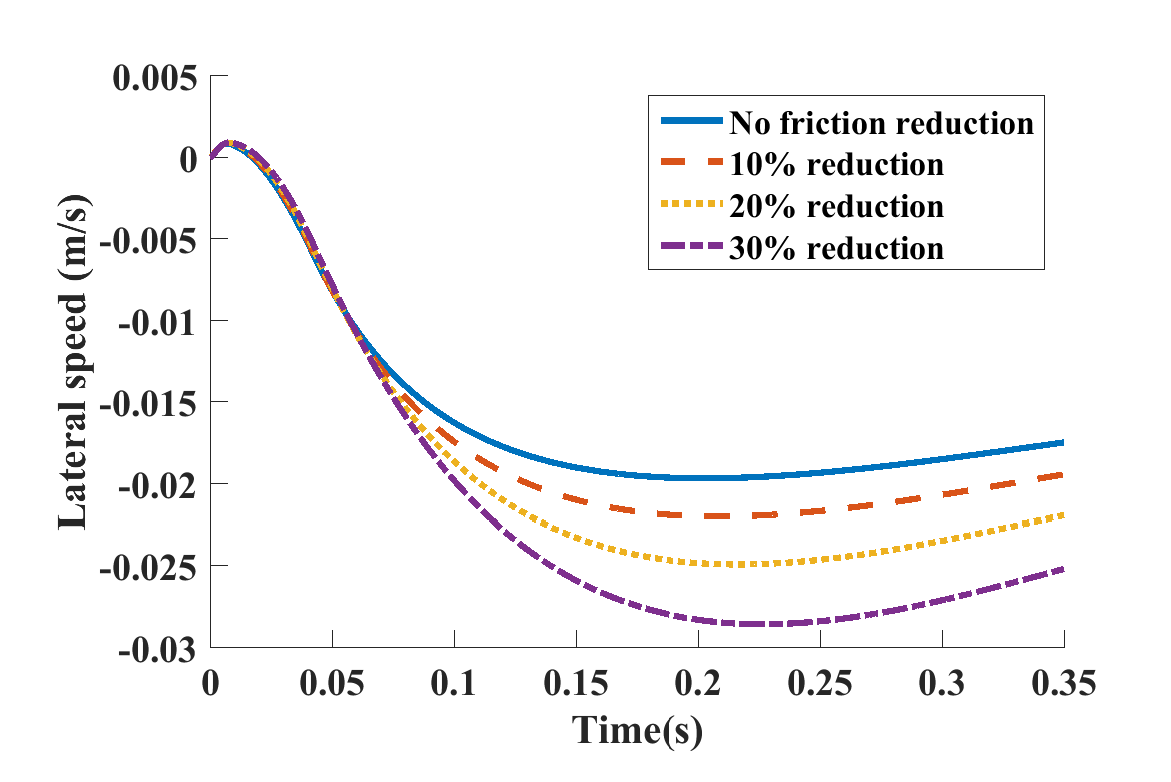 0.005
0
-0.005
-0.01
-0.015
-0.02
-0.025
-0.03
Lateral speed (m/s)
No friction reduction
10% reduction
20% reduction
30% reduction
0 0.05 0.1 0.15 0.2 0.25 0.3 0.35
Time(s)